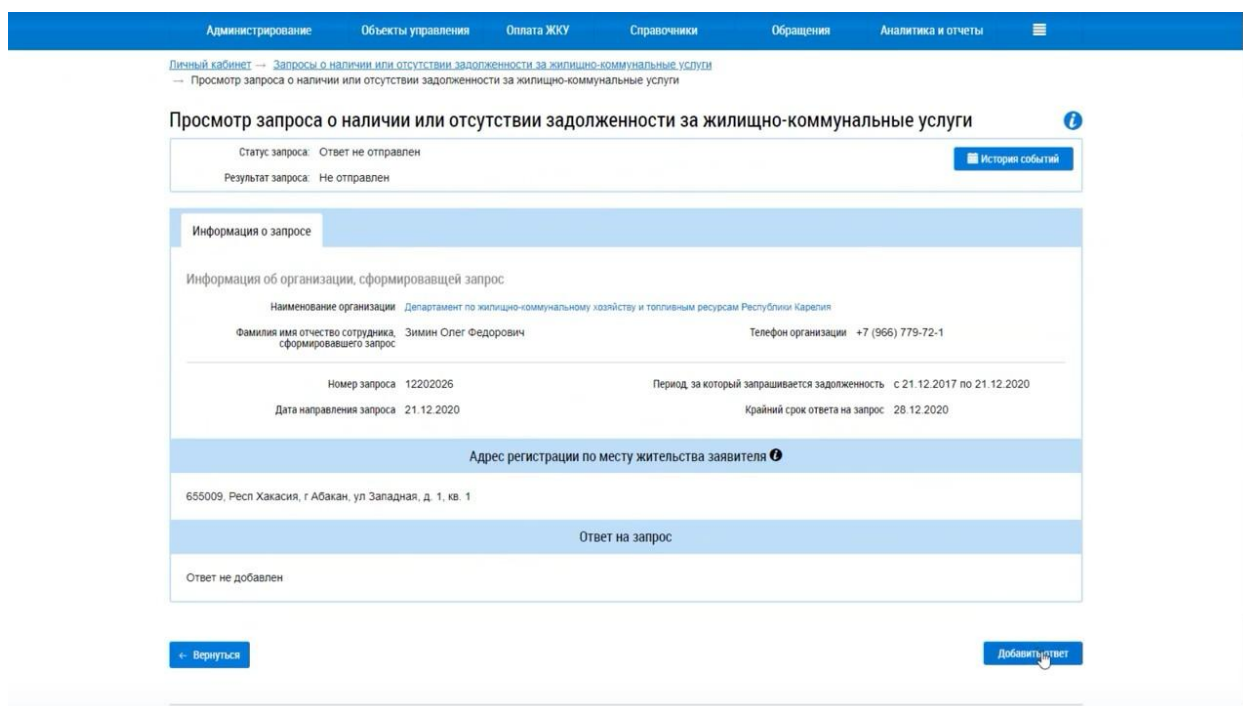 Администрирование Объекты управления Оплата ЖКУ Справочники Обращения Аналитика и отчеты
Личный кабинет → Запросы о наличии или отсутствии задолженности за жилищно-коммунальные услуги
→ Просмотр запроса о наличии или отсутствии задолженности за жилищно-коммунальные услуги
Просмотр запроса о наличии или отсутствии задолженности за жилищно-коммунальные услуги
Статус запроса: Ответ не отправлен
История событий
Результат запроса: Не отправлен
Информация о запросе
Информация об организации, сформировавщей запрос
Наименование организации Департамент по жилищно-коммунальному хозяйству и топливным ресурсам Республики Карелия
Фамилия имя отчество сотрудника, Зимин Олег Федорович Телефон организации +7 (966) 779-72-1
сформировавшего запрос
Номер запроса 12202026 Период, за который запрашивается задолженность с 21.12.2017 по 21.12.2020
Дата направления запроса 21.12.2020 Крайний срок ответа на запрос 28.12.2020
Адрес регистрации по месту жительства заявителя
655009, Респ Хакасия, г Абакан, ул Западная, д. 1, кв. 1
Ответ на запрос
Ответ не добавлен
← Вернуться Добавить ответ